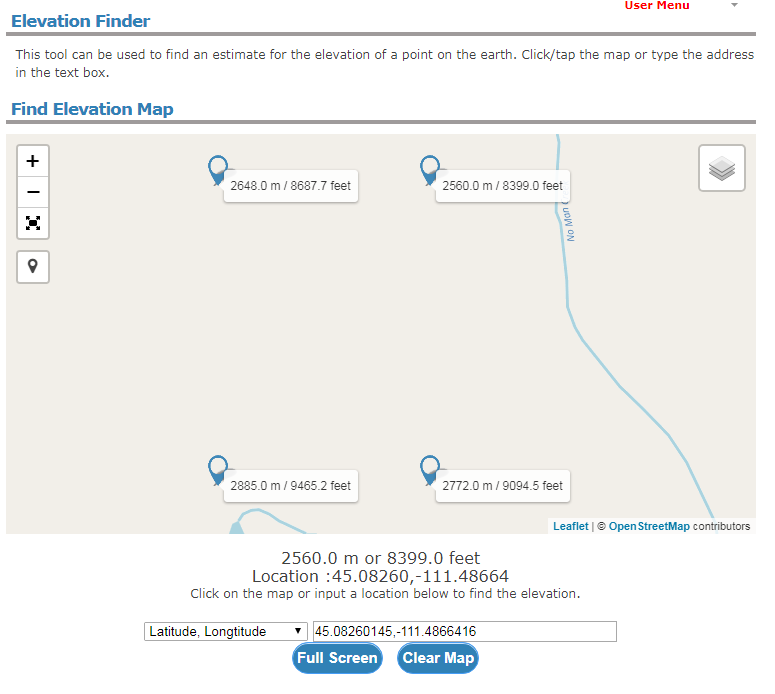 User Menu
Elevation Finder
This tool can be used to find an estimate for the elevation of a point on the earth. Click/tap the map or type the address
in the text box.
Find Elevation Map
+
2648.0 m / 8687.7 feet
2560.0 m / 8399.0 feet
−
No Man
2885.0 m / 9465.2 feet
2772.0 m / 9094.5 feet
Leaflet | © OpenStreetMap contributors
2560.0 m or 8399.0 feet
Location :45.08260,-111.48664
Click on the map or input a location below to find the elevation.
Latitude, Longtitude 45.08260145,-111.4866416
Full Screen Clear Map